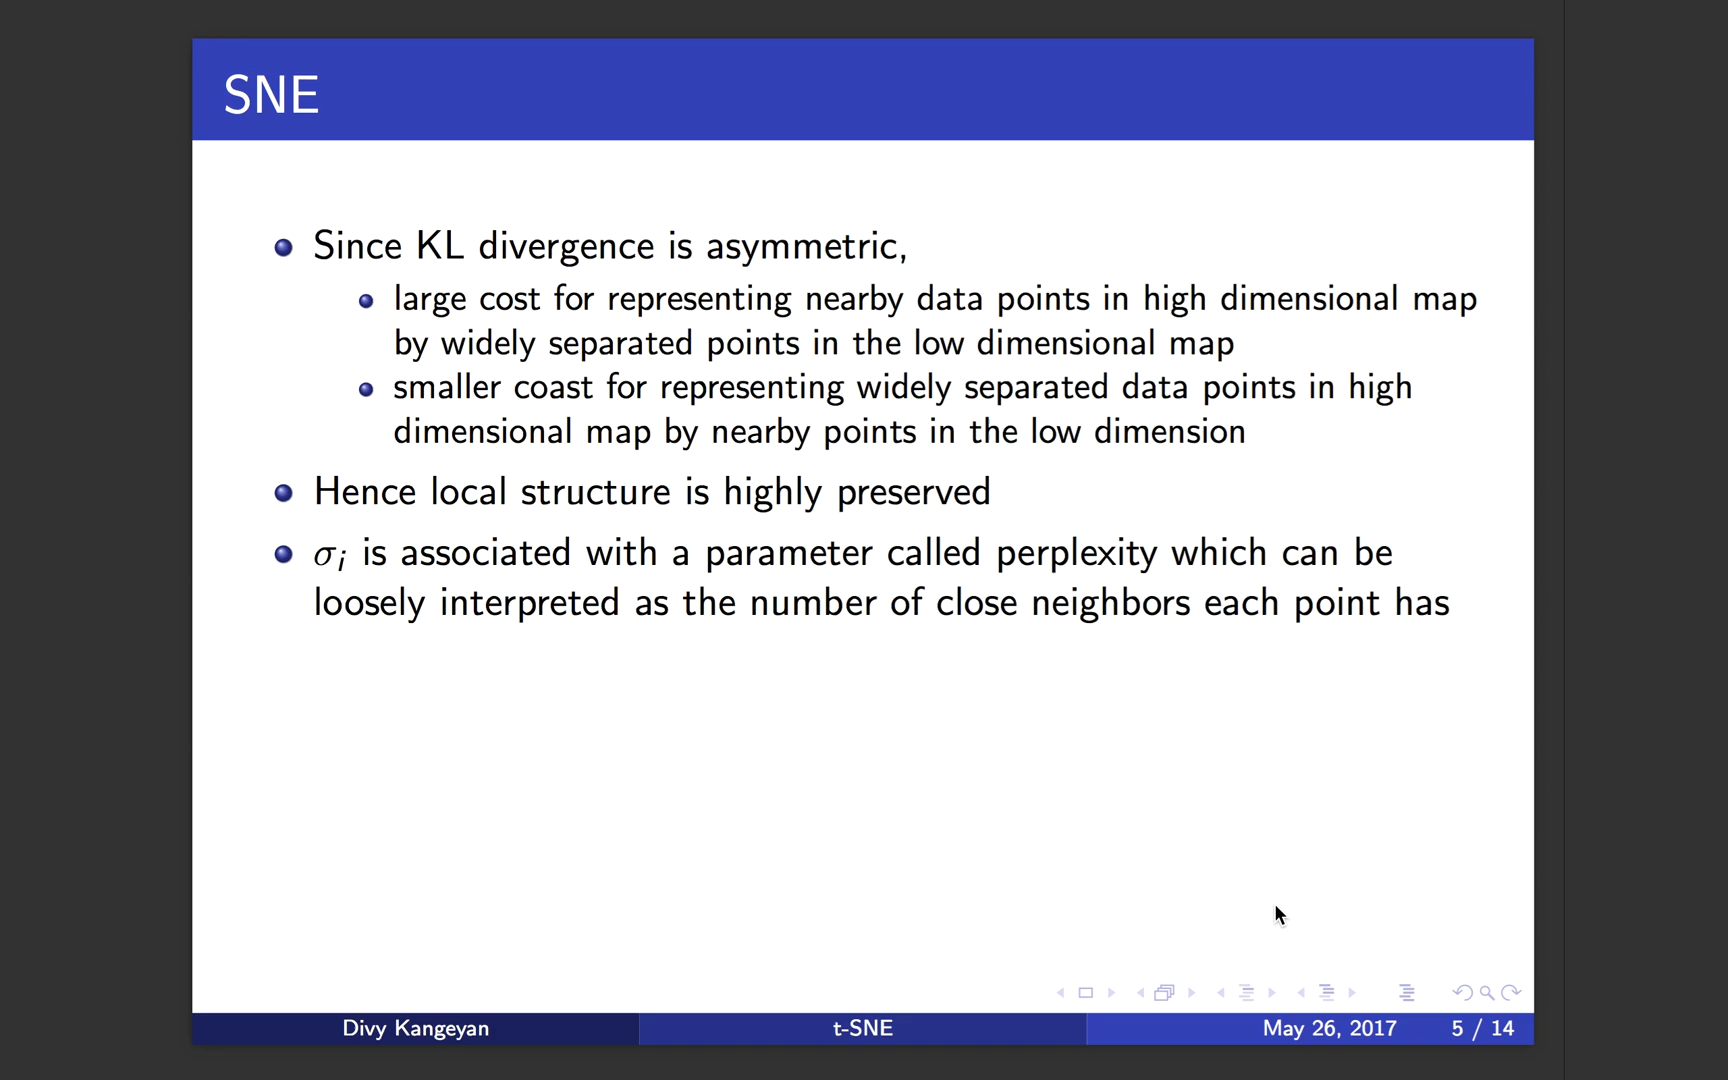 SNE
Since KL divergence is asymmetric,
large cost for representing nearby data points in high dimensional map
by widely separated points in the low dimensional map
smaller coast for representing widely separated data points in high
dimensional map by nearby points in the low dimension
Hence local structure is highly preserved
σi is associated with a parameter called perplexity which can be
loosely interpreted as the number of close neighbors each point has
Divy Kangeyan
t-SNE
May 26, 2017
5 / 14